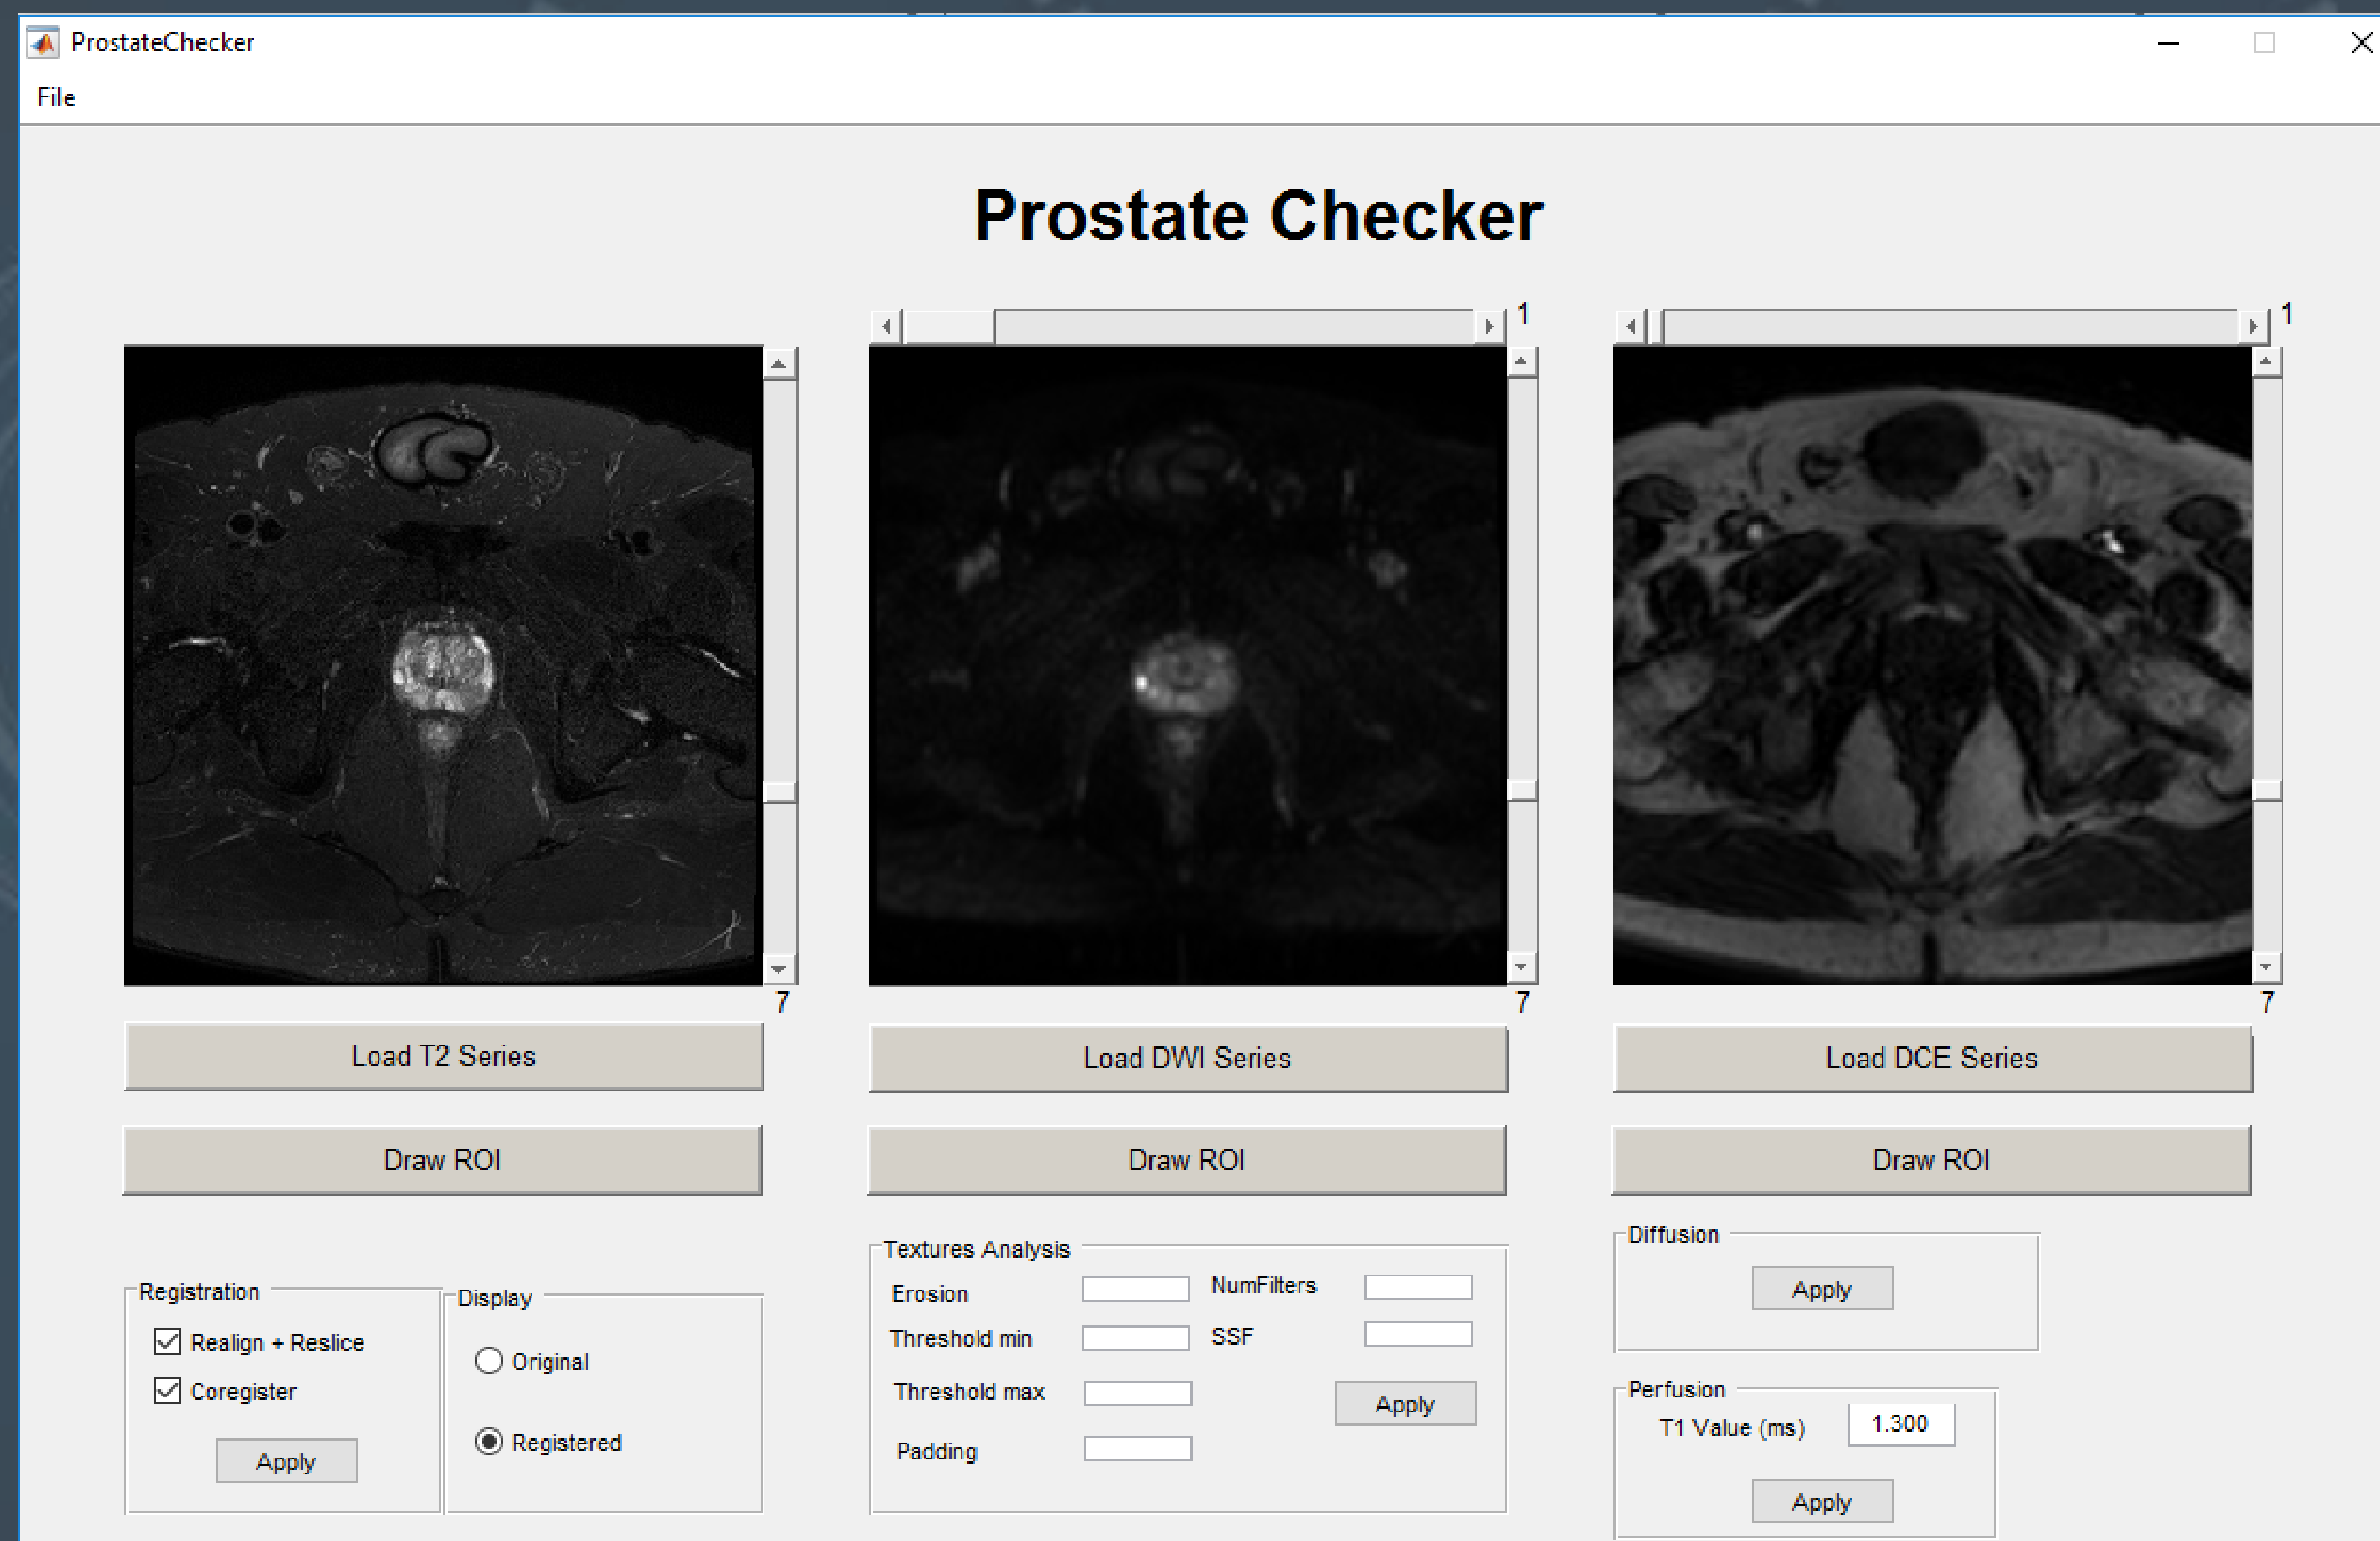 ProstateChecker
File
Prostate Checker
1
1
7
7
7
Load T2 Series
Load DWI Series
Load DCE Series
Draw ROI
Draw ROI
Draw ROI
Registration
Realign + Reslice
Coregister
Apply
Display
Original
Registered
Textures Analysis
Erosion
NumFilters
Threshold min
SSF
Threshold max
Apply
Padding
Diffusion
Apply
Perfusion
T1 Value (ms) 1.300
Apply